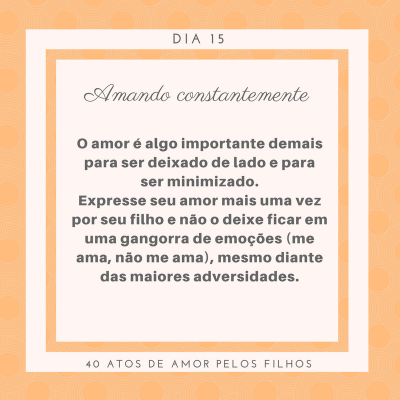 DIA 15
Amando constantemente
O amor é algo importante demais
para ser deixado de lado e para
ser minimizado.
Expresse seu amor mais uma vez
por seu filho e não o deixe ficar em
uma gangorra de emoções (me
ama, não me ama), mesmo diante
das maiores adversidades.
40 ATOS DE AMOR PELOS FILHOS